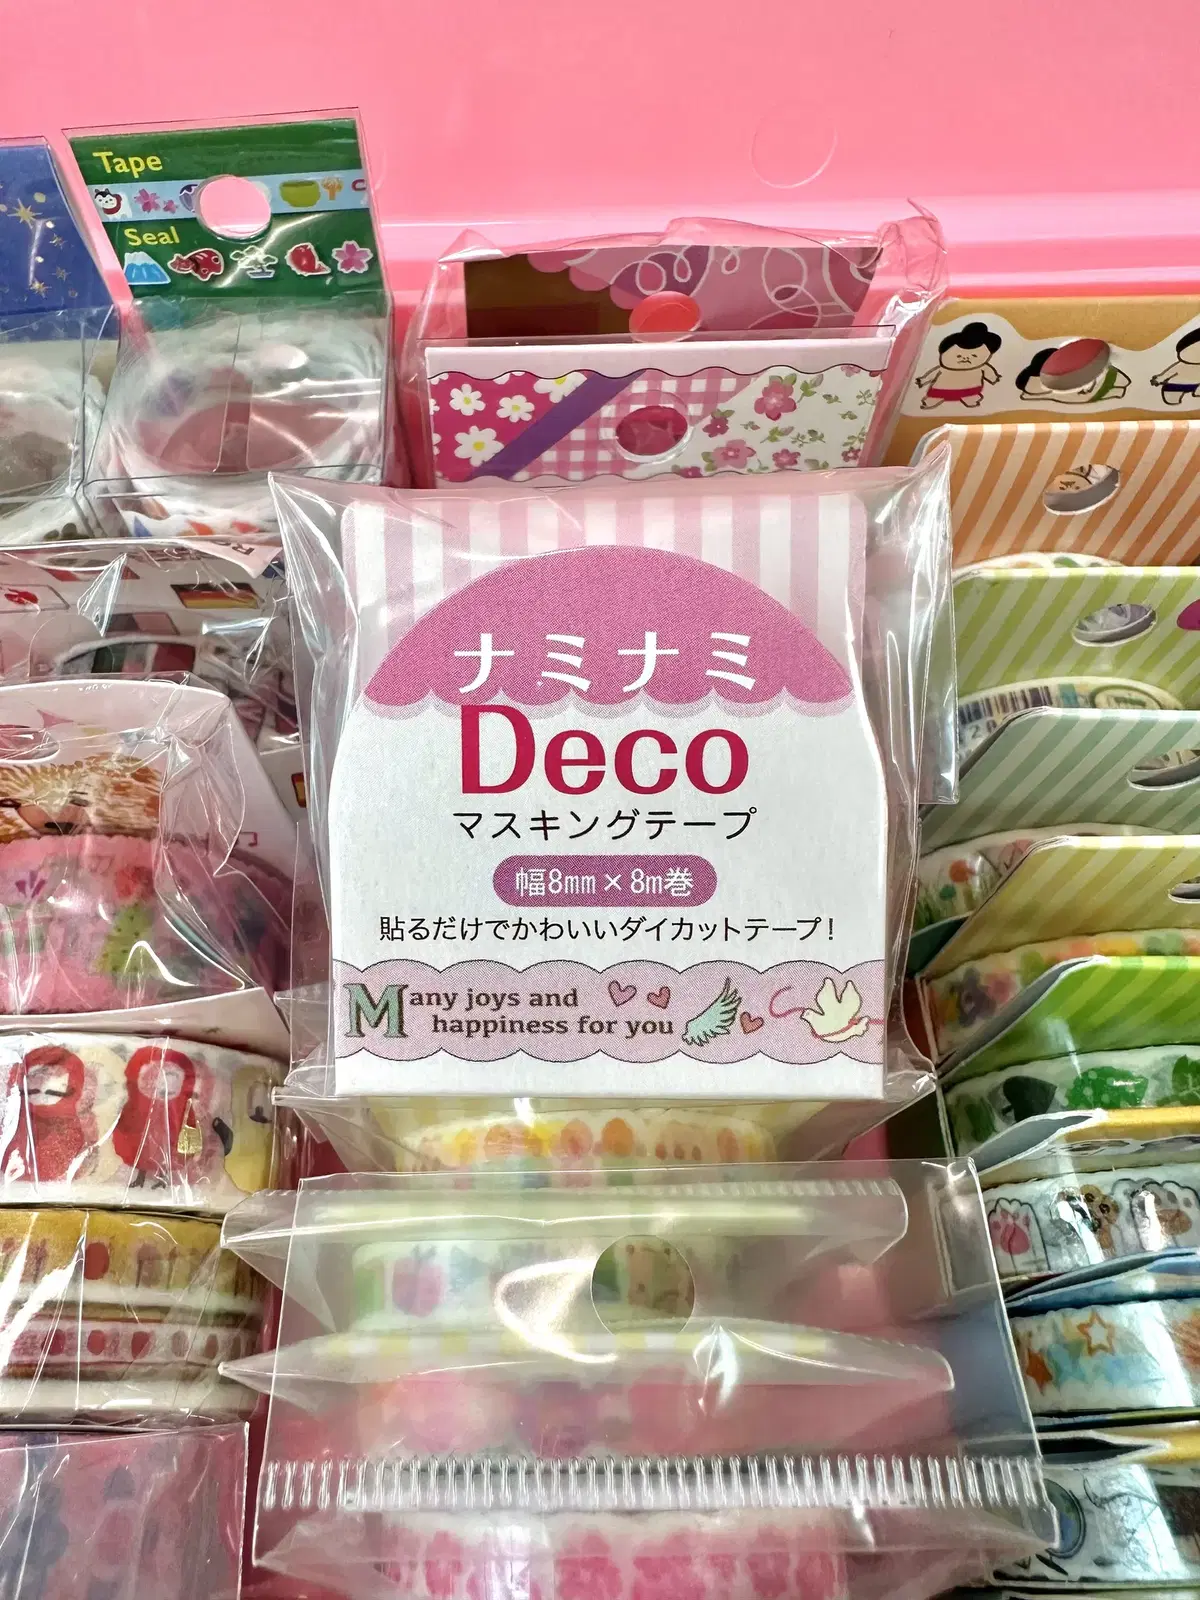 Tape
Seal
ナミナミ
Deco
マスキングテープ
幅8mm×8m巻
貼るだけでかわいいダイカットテープ!
Many joys and
happiness for you